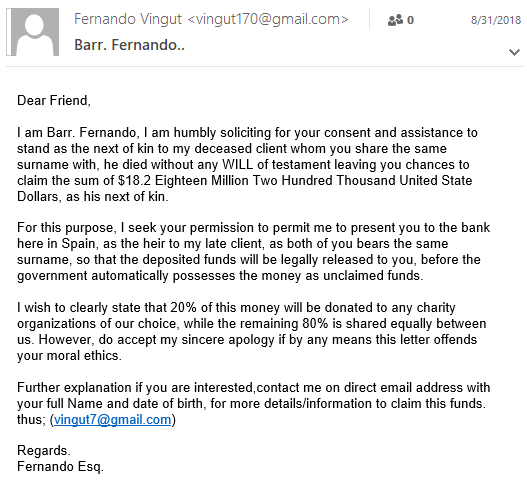 Fernando Vingut <vingut170@gmail.com>
0
8/31/2018
Barr. Fernando..
Dear Friend,
I am Barr. Fernando, I am humbly soliciting for your consent and assistance to
stand as the next of kin to my deceased client whom you share the same
surname with, he died without any WILL of testament leaving you chances to
claim the sum of $18.2 Eighteen Million Two Hundred Thousand United State
Dollars, as his next of kin.
For this purpose, I seek your permission to permit me to present you to the bank
here in Spain, as the heir to my late client, as both of you bears the same
surname, so that the deposited funds will be legally released to you, before the
government automatically possesses the money as unclaimed funds.
I wish to clearly state that 20% of this money will be donated to any charity
organizations of our choice, while the remaining 80% is shared equally between
us. However, do accept my sincere apology if by any means this letter offends
your moral ethics.
Further explanation if you are interested,contact me on direct email address with
your full Name and date of birth, for more details/information to claim this funds.
thus; (vingut7@gmail.com)
Regards.
Fernando Esq.